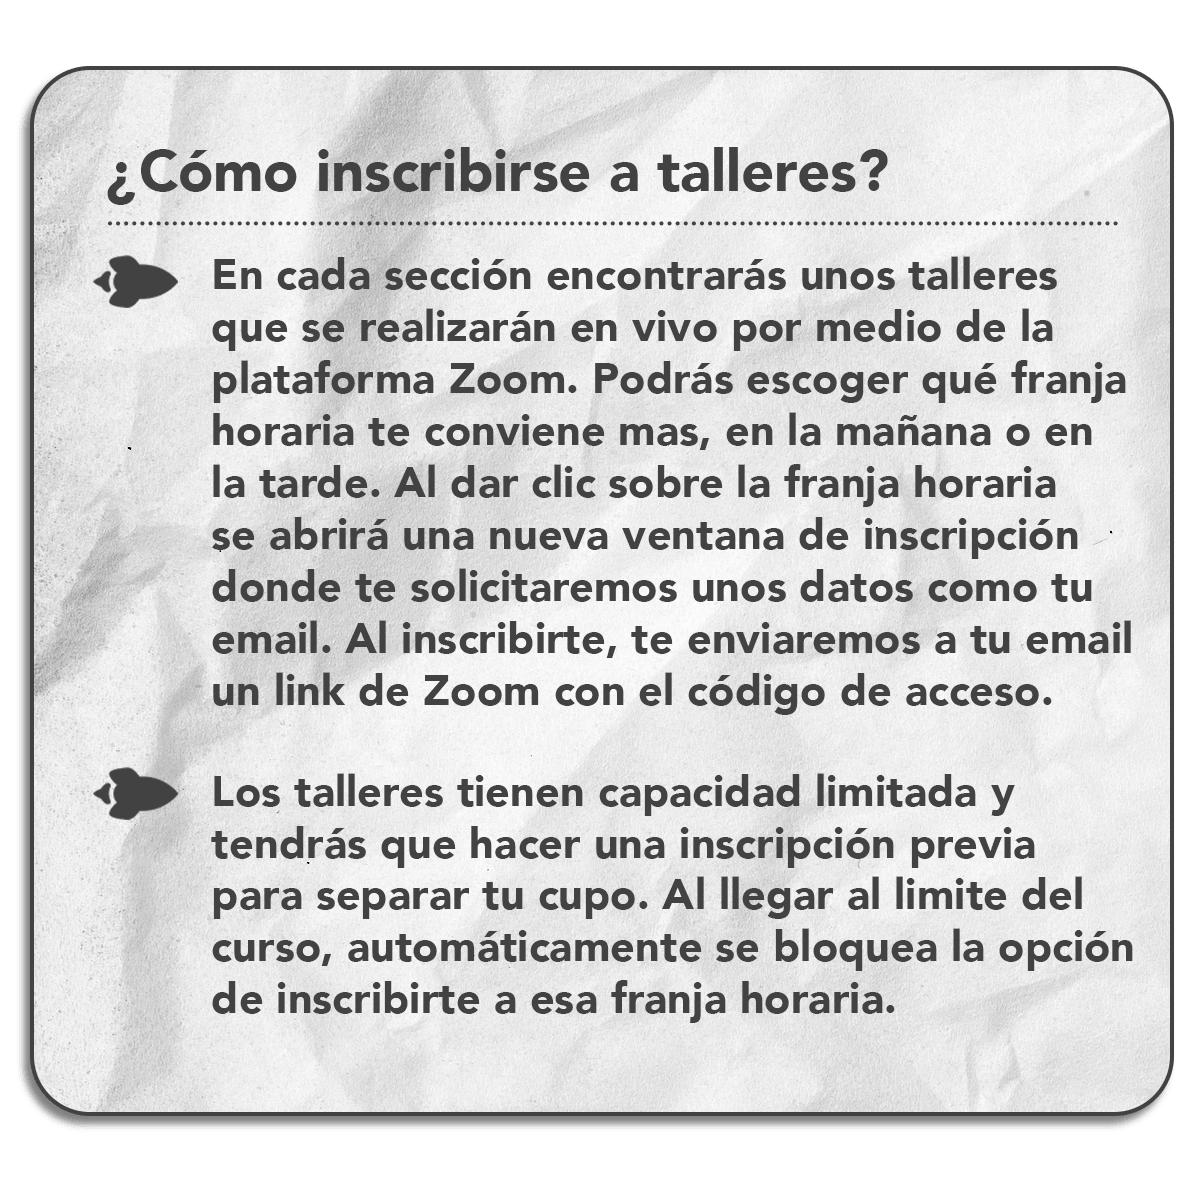 ¿Cómo inscribirse a talleres?
En cada sección encontrarás unos talleres
que se realizarán en vivo por medio de la
plataforma Zoom. Podrás escoger qué franja
horaria te conviene mas, en la mañana o en
la tarde. Al dar clic sobre la franja horaria
se abrirá una nueva ventana de inscripción
donde te solicitaremos unos datos como tu
email. Al inscribirte, te enviaremos a tu email
un link de Zoom con el código de acceso.
Los talleres tienen capacidad limitada y
tendrás que hacer una inscripción previa
para separar tu cupo. Al llegar al limite del
curso, automáticamente se bloquea la opción
de inscribirte a esa franja horaria.